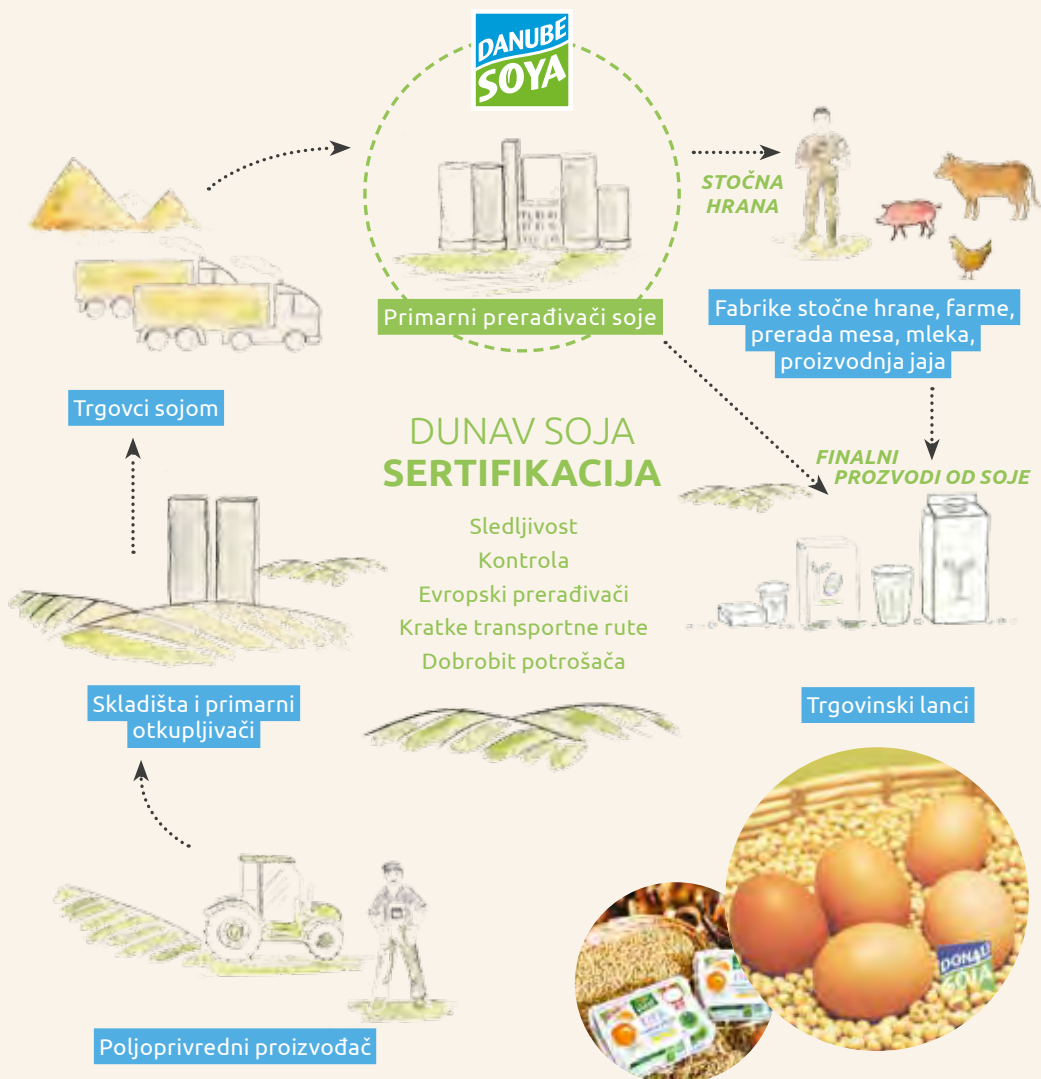 DANUBE
SOYA
STOČNA
HRANA
Primarni prerađivači soje
Fabrike stočne hrane, farme,
prerada mesa, mleka,
proizvodnja jaja
Trgovci sojom
DUNAV SOJA
SERTIFIKACIJA
Sledljivost
Kontrola
Evropski prerađivači
Kratke transportne rute
Dobrobit potrošača
FINALNI
PROZVODI OD SOJE
Skladišta i primarni
otkupljivači
Trgovinski lanci
Poljoprivredni proizvođač
DONAU
SOJA